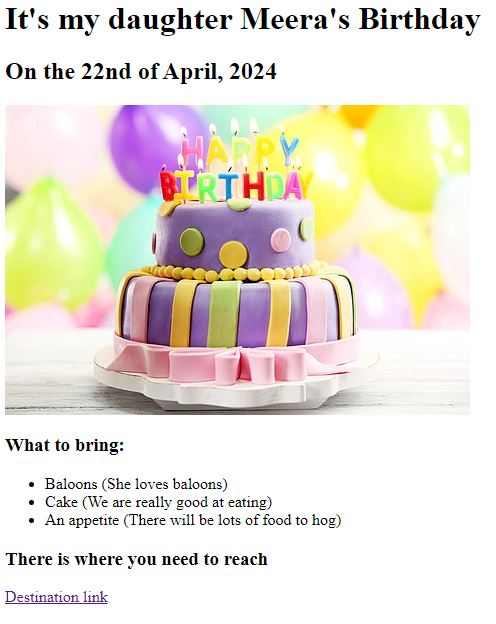 It's my daughter Meera's Birthday
On the 22nd of April, 2024
HAPPY
BIRTHDAY
What to bring:
Baloons (She loves baloons)
Cake (We are really good at eating)
An appetite (There will be lots of food to hog)
There is where you need to reach
Destination link